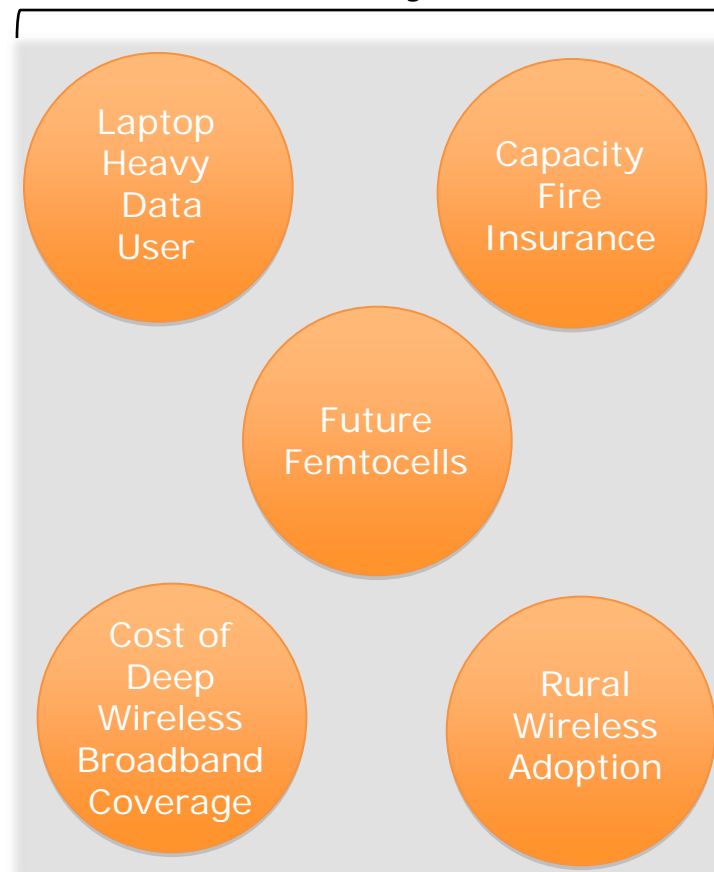 Laptop
Heavy
Data
User
Capacity
Fire
Insurance
Future
Femtocells
Cost of
Deep
Wireless
Broadband
Coverage
Rural
Wireless
Adoption